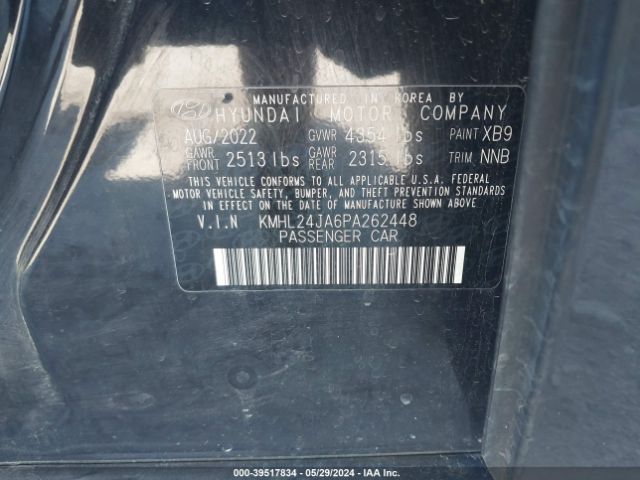 MANUFACTURED IN KOREA BY
HYUNDAI MOTOR COMPANY
AUG/2022 GVWR 4354 lbs PAINT XB9
GAWR FRONT 2513 lbs GAWR REAR 2315 lbs TRIM NNB
THIS VEHICLE CONFORMS TO ALL APPLICABLE U.S.A. FEDERAL
MOTOR VEHICLE SAFETY, BUMPER, AND THEFT PREVENTION STANDARDS
IN EFFECT ON THE DATE OF MANUFACTURE SHOWN ABOVE.
V.I.N KMHL24JA6PA262448
PASSENGER CAR
000-39517834 - 05/29/2024 - IAAI.CA